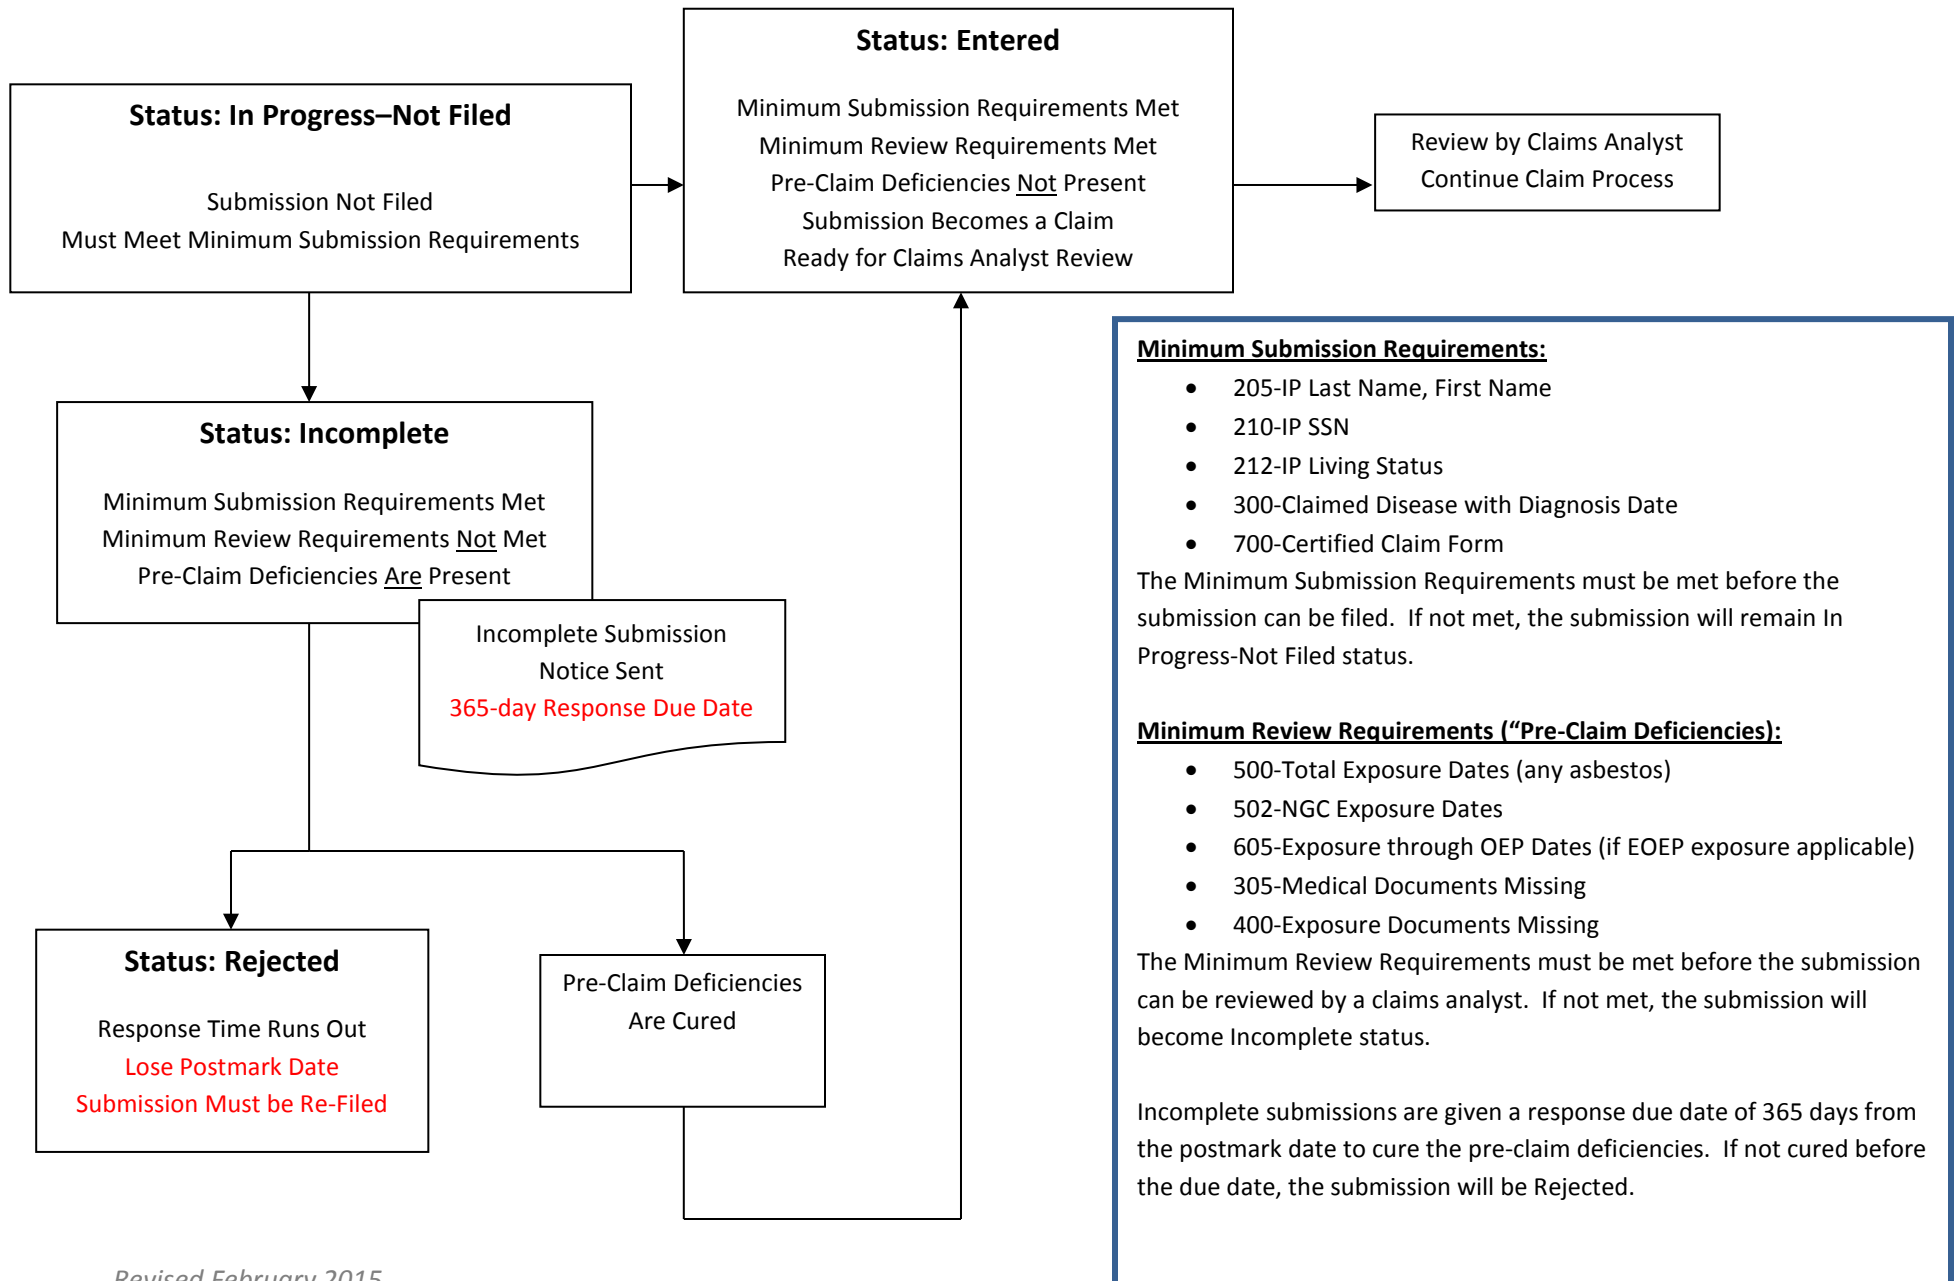 Status: Entered
Minimum Submission Requirements Met
Minimum Review Requirements Met
Pre-Claim Deficiencies Not Present
Submission Becomes a Claim
Ready for Claims Analyst Review
Status: In Progress–Not Filed
Submission Not Filed
Must Meet Minimum Submission Requirements
Review by Claims Analyst
Continue Claim Process
Status: Incomplete
Minimum Submission Requirements Met
Minimum Review Requirements Not Met
Pre-Claim Deficiencies Are Present
Incomplete Submission
Notice Sent
365-day Response Due Date
Status: Rejected
Response Time Runs Out
Lose Postmark Date
Submission Must be Re-Filed
Pre-Claim Deficiencies
Are Cured
Minimum Submission Requirements:
• 205-IP Last Name, First Name
• 210-IP SSN
• 212-IP Living Status
• 300-Claimed Disease with Diagnosis Date
• 700-Certified Claim Form
The Minimum Submission Requirements must be met before the
submission can be filed.  If not met, the submission will remain In
Progress-Not Filed status.
Minimum Review Requirements (“Pre-Claim Deficiencies):
• 500-Total Exposure Dates (any asbestos)
• 502-NGC Exposure Dates
• 605-Exposure through OEP Dates (if EOEP exposure applicable)
• 305-Medical Documents Missing
• 400-Exposure Documents Missing
The Minimum Review Requirements must be met before the submission
can be reviewed by a claims analyst.  If not met, the submission will
become Incomplete status.
Incomplete submissions are given a response due date of 365 days from
the postmark date to cure the pre-claim deficiencies.  If not cured before
the due date, the submission will be Rejected.
Revised February 2015